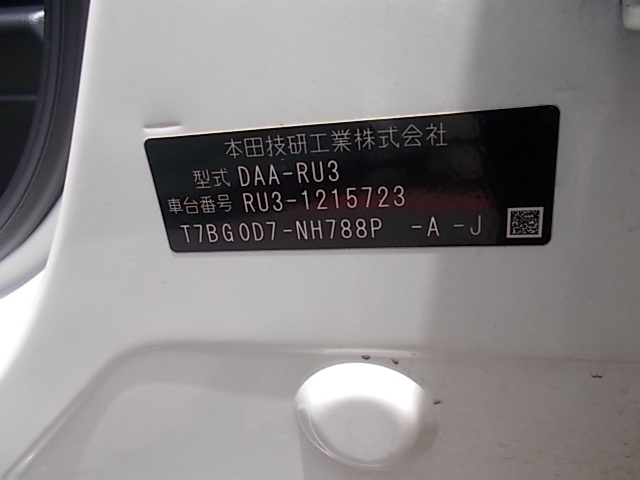 本田技研工業株式会社
型式 DAA-RU3
車台番号 RU3-1215723
T7BG0D7-NH788P -A-J